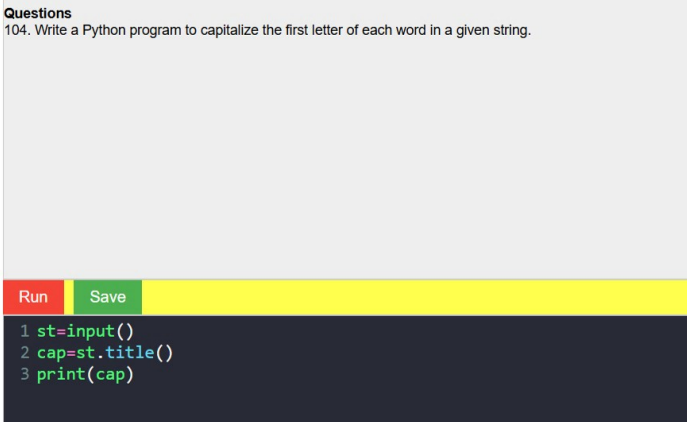 Questions
104. Write a Python program to capitalize the first letter of each word in a given string.
Run Save
1 st=input()
2 cap=st.title()
3 print(cap)